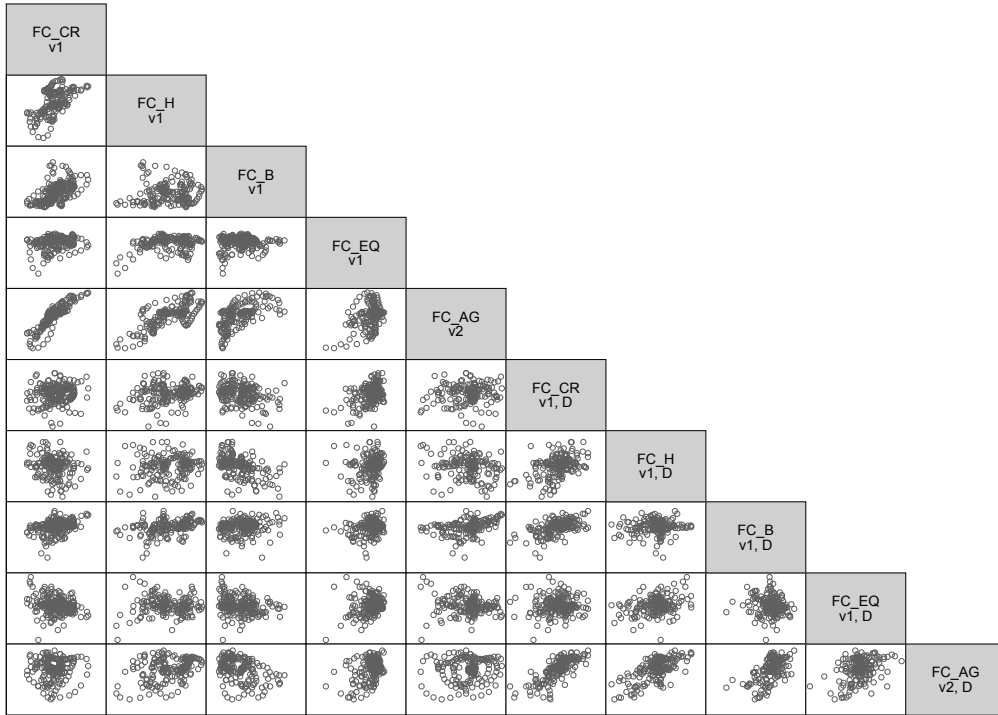 FC_CR
v1
FC_H
v1
FC_B
v1
FC_EQ
v1
FC_AG
v2
FC_CR
v1, D
FC_H
v1, D
FC_B
v1, D
FC_EQ
v1, D
FC_AG
v2, D